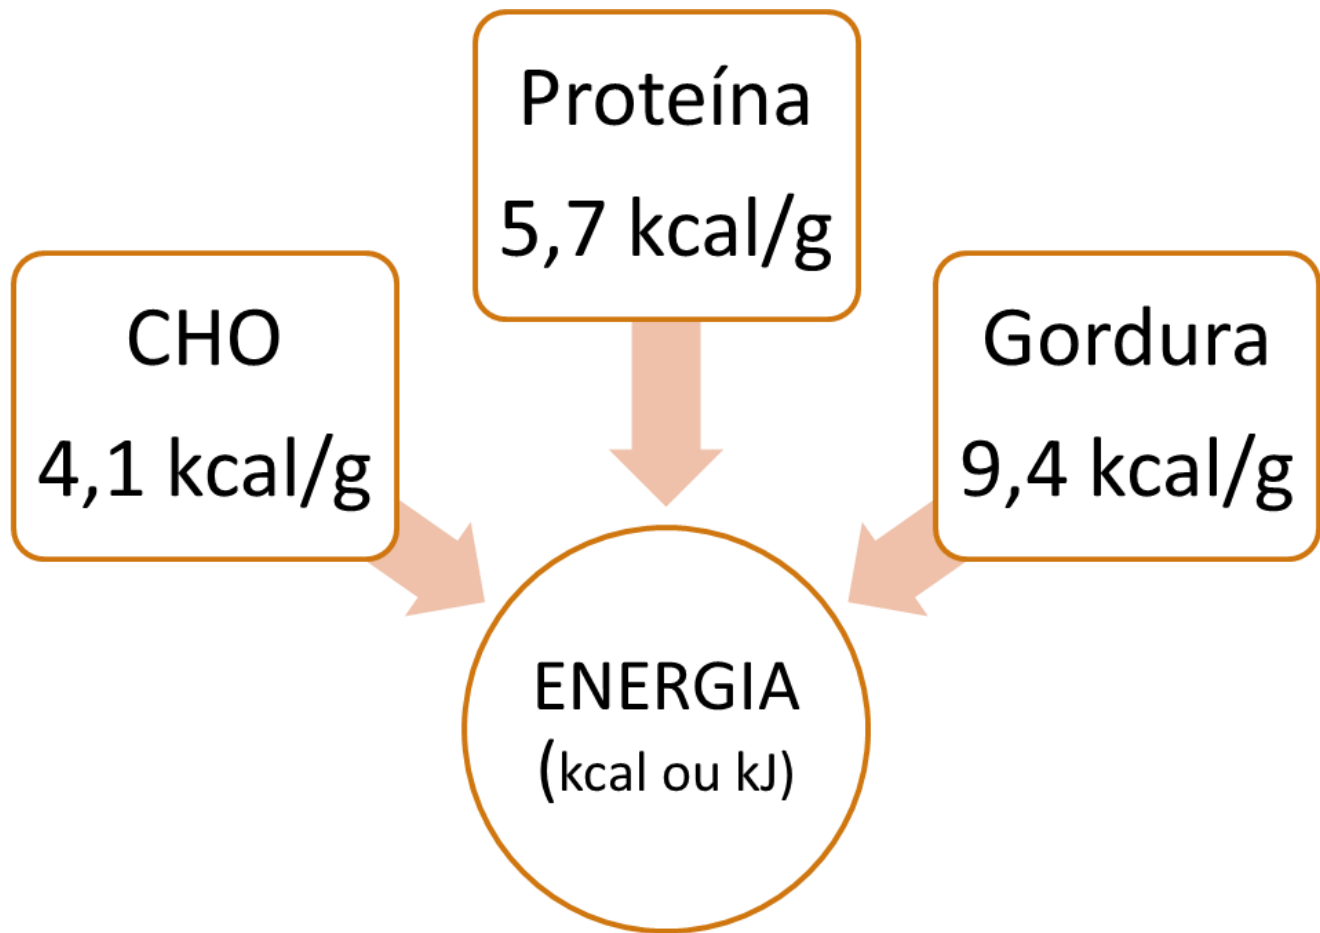 Proteína
5,7 kcal/g
CHO
4,1 kcal/g
Gordura
9,4 kcal/g
ENERGIA
(kcal ou kJ)